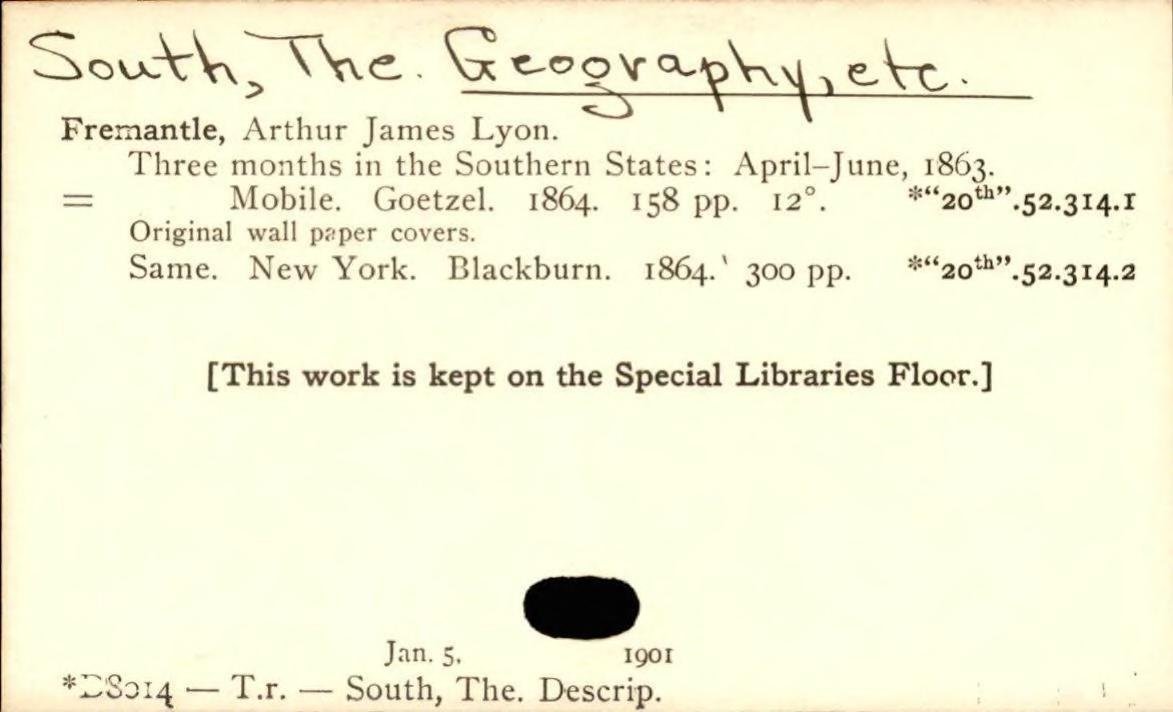 South, The. Geography, etc.
Fremantle, Arthur James Lyon.
Three months in the Southern States: April–June, 1863.
= Mobile. Goetzel. 1864. 158 pp. 12°. *“20th”.52.314.1
Original wall paper covers.
Same. New York. Blackburn. 1864. 300 pp. *“20th”.52.314.2
[This work is kept on the Special Libraries Floor.]
Jan. 5, 1901
— T.r. — South, The. Descrip.